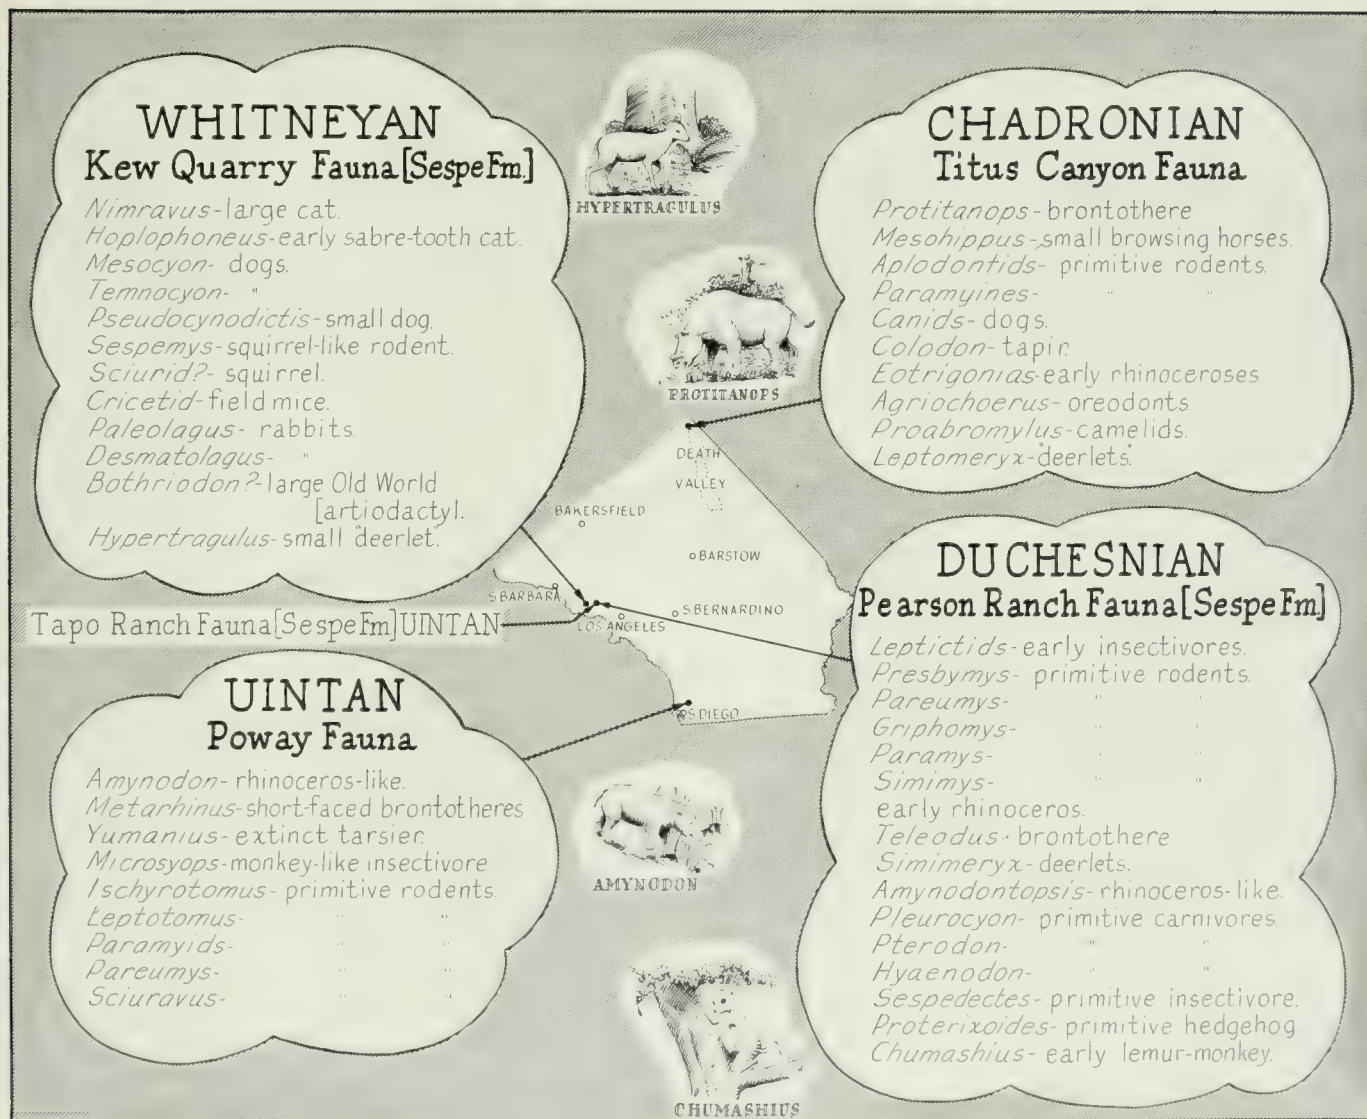 WHITNEYAN
Kew Quarry Fauna [Sespe Fm.]
Nimravus- large cat.
Hoplophoneus- early sabre-tooth cat.
Mesocyon- dogs.
Temnocyon- "
Pseudocynodictis- small dog.
Sespemys- squirrel-like rodent.
Sciurid?- squirrel.
Cricetid- field mice.
Paleolagus- rabbits.
Desmatolagus- "
Bothriodon?- large Old World
[artiodactyl.
Hypertragulus- small "deerlet".
HYPERTRAGULUS
PROTITANOPS
CHADRONIAN
Titus Canyon Fauna
Protitanops- brontothere
Mesohippus- small browsing horses.
Aplodontids- primitive rodents.
Paramyines- " "
Canids- dogs.
Colodon- tapir.
Eotrigonias- early rhinoceroses.
Agriochoerus- oreodonts.
Proabromylus- camelids.
Leptomeryx- "deerlets."
DEATH
VALLEY
BAKERSFIELD
BARSTOW
S. BARBARA
S. BERNARDINO
LOS ANGELES
S. DIEGO
Tapo Ranch Fauna [Sespe Fm] UINTAN
UINTAN
Poway Fauna
Amynodon- rhinoceros-like.
Metarhinus- short-faced brontotheres
Yumanius- extinct tarsier.
Microsyops- monkey-like insectivore
Ischyrotomus- primitive rodents.
Leptotomus- " "
Paramyids- " "
Pareumys- " "
Sciuravus- " "
AMYNODON
CHUMASHIUS
DUCHESNIAN
Pearson Ranch Fauna [Sespe Fm]
Leptictids- early insectivores.
Presbymys- primitive rodents.
Pareumys- " "
Griphomys- " "
Paramys- " "
Simimys- " "
early rhinoceros.
Teleodus- brontothere
Simimeryx- deerlets.
Amynodontopsis- rhinoceros-like.
Pleurocyon- primitive carnivores.
Pterodon- " "
Hyaenodon- " "
Sespedectes- primitive insectivore.
Proterixoides- primitive hedgehog.
Chumashius- early lemur-monkey.